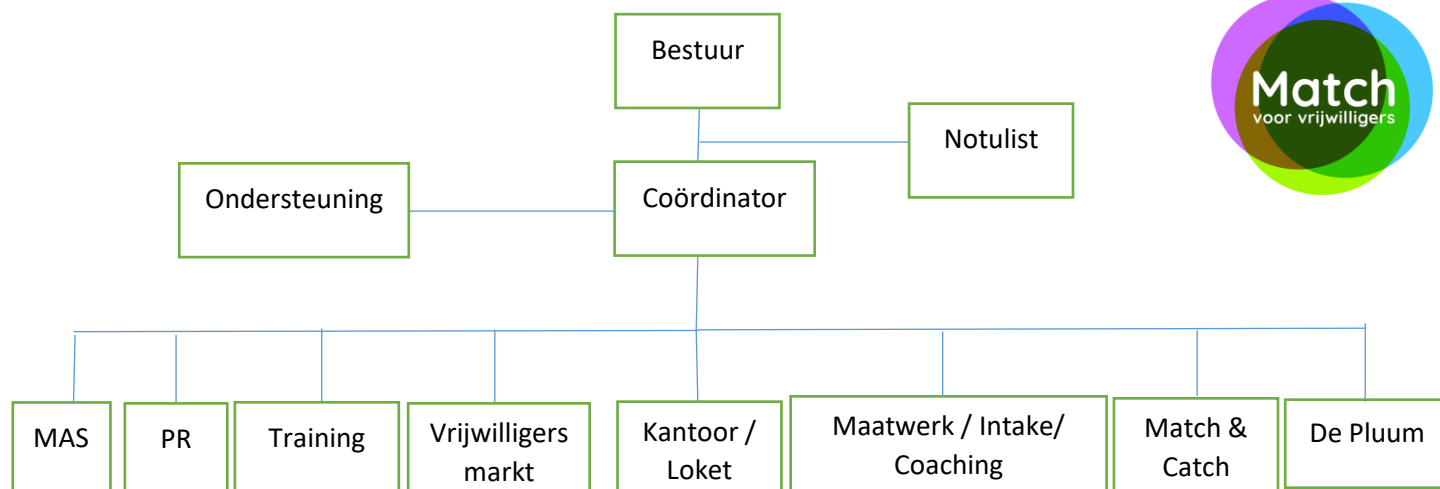 Bestuur
Match
voor vrijwilligers
Notulist
Ondersteuning
Coördinator
MAS
PR
Training
Vrijwilligers
markt
Kantoor /
Loket
Maatwerk / Intake/
Coaching
Match &
Catch
De Pluum